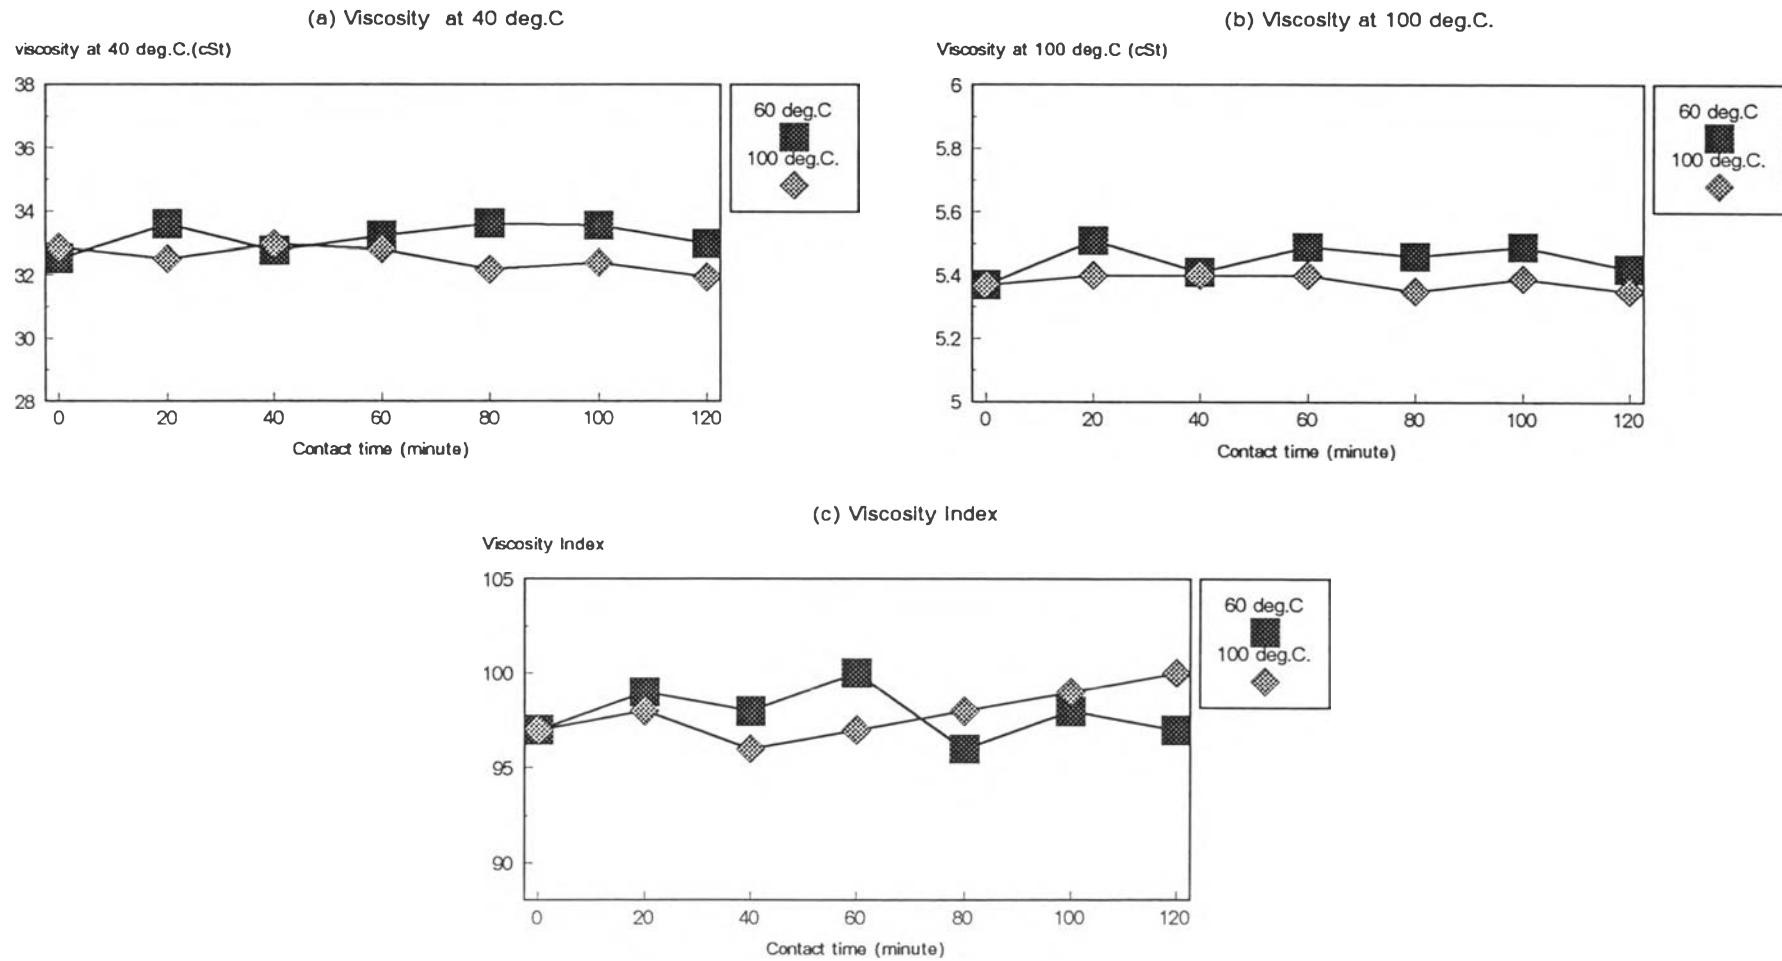 (a) Viscosity at 40 deg.C
viscosity at 40 deg.C.(cSt)
38
36
34
32
30
28
0 20 40 60 80 100 120
Contact time (minute)
60 deg.C
100 deg.C.
(b) Viscosity at 100 deg.C.
Viscosity at 100 deg.C (cSt)
6
5.8
5.6
5.4
5.2
5
0 20 40 60 80 100 120
Contact time (minute)
60 deg.C
100 deg.C.
(c) Viscosity Index
Viscosity Index
105
100
95
90
0 20 40 60 80 100 120
Contact time (minute)
60 deg.C
100 deg.C.